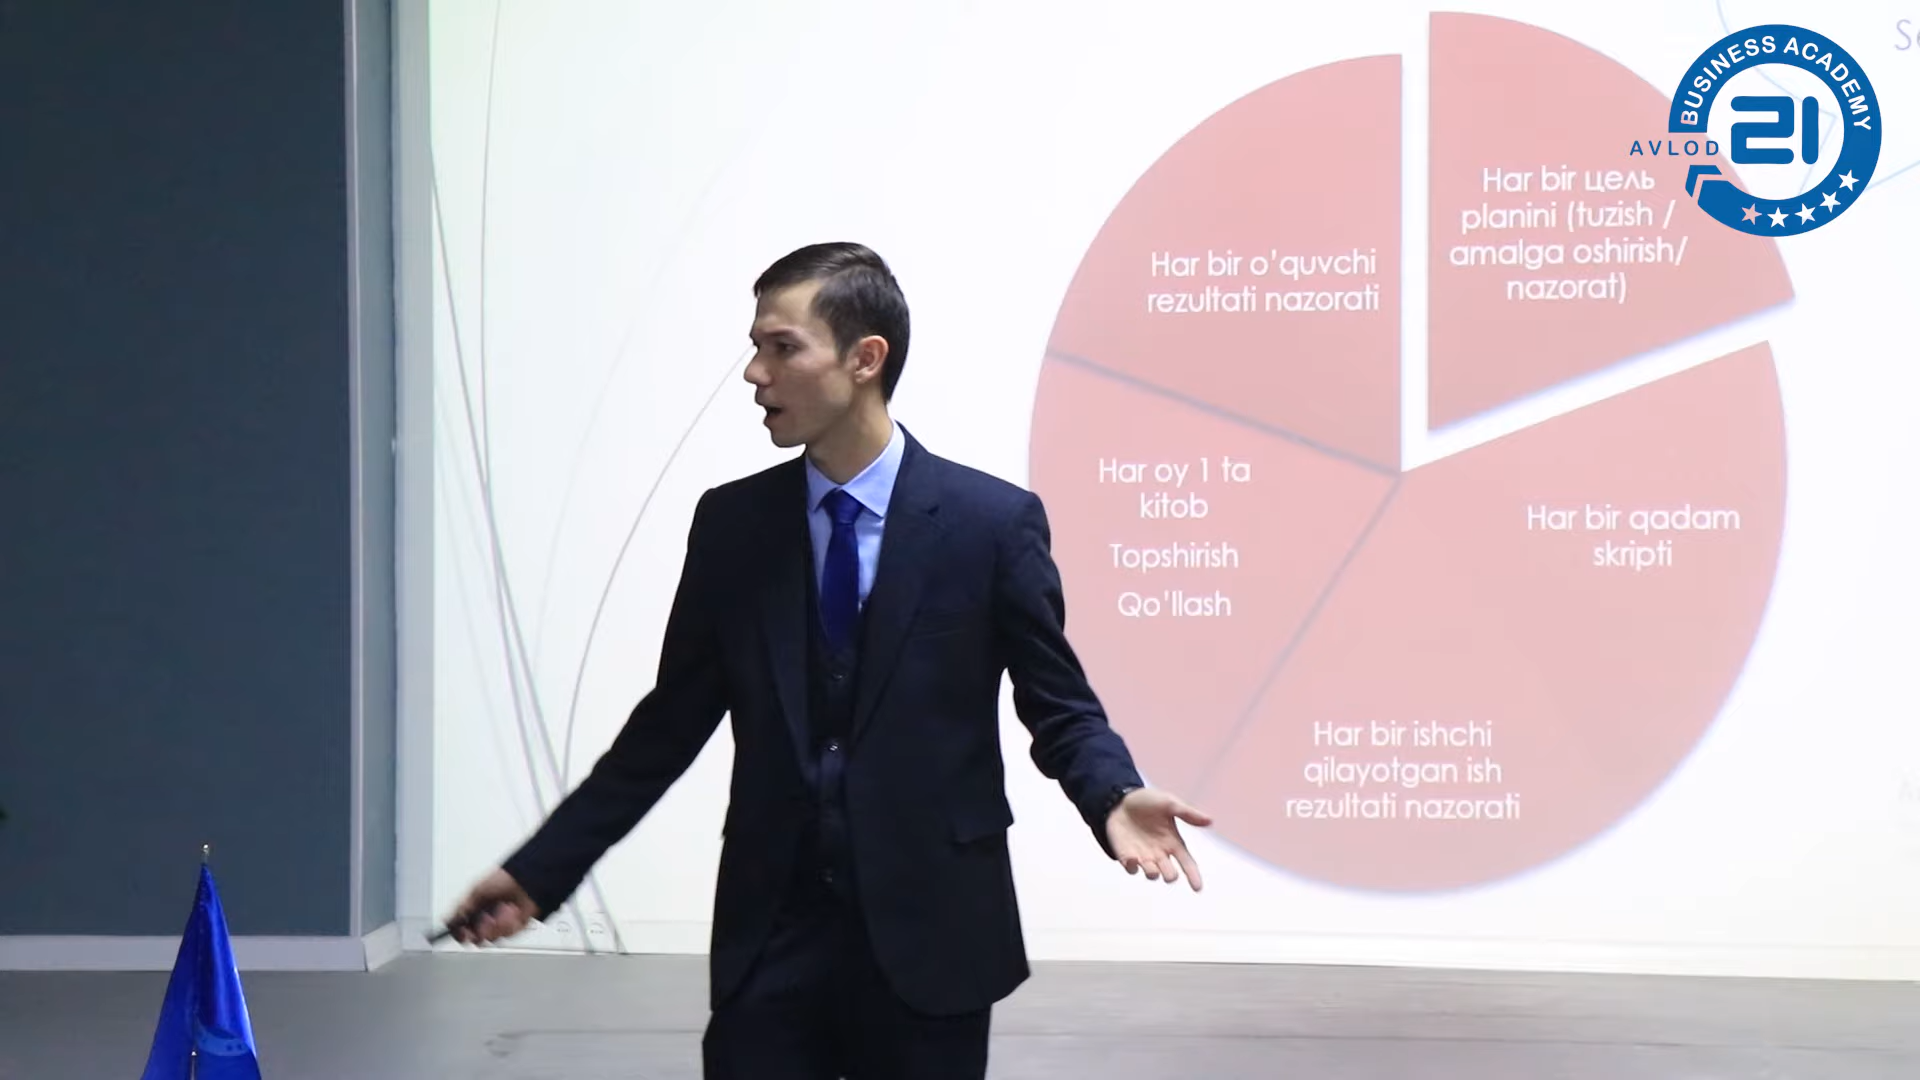 BUSINESS ACADEMY
AVLOD 21
Har bir цель
planini (tuzish /
amalga oshirish/
nazorat)
Har bir o'quvchi
rezultati nazorati
Har oy 1 ta
kitob
Topshirish
Qo'llash
Har bir qadam
skripti
Har bir ishchi
qilayotgan ish
rezultati nazorati